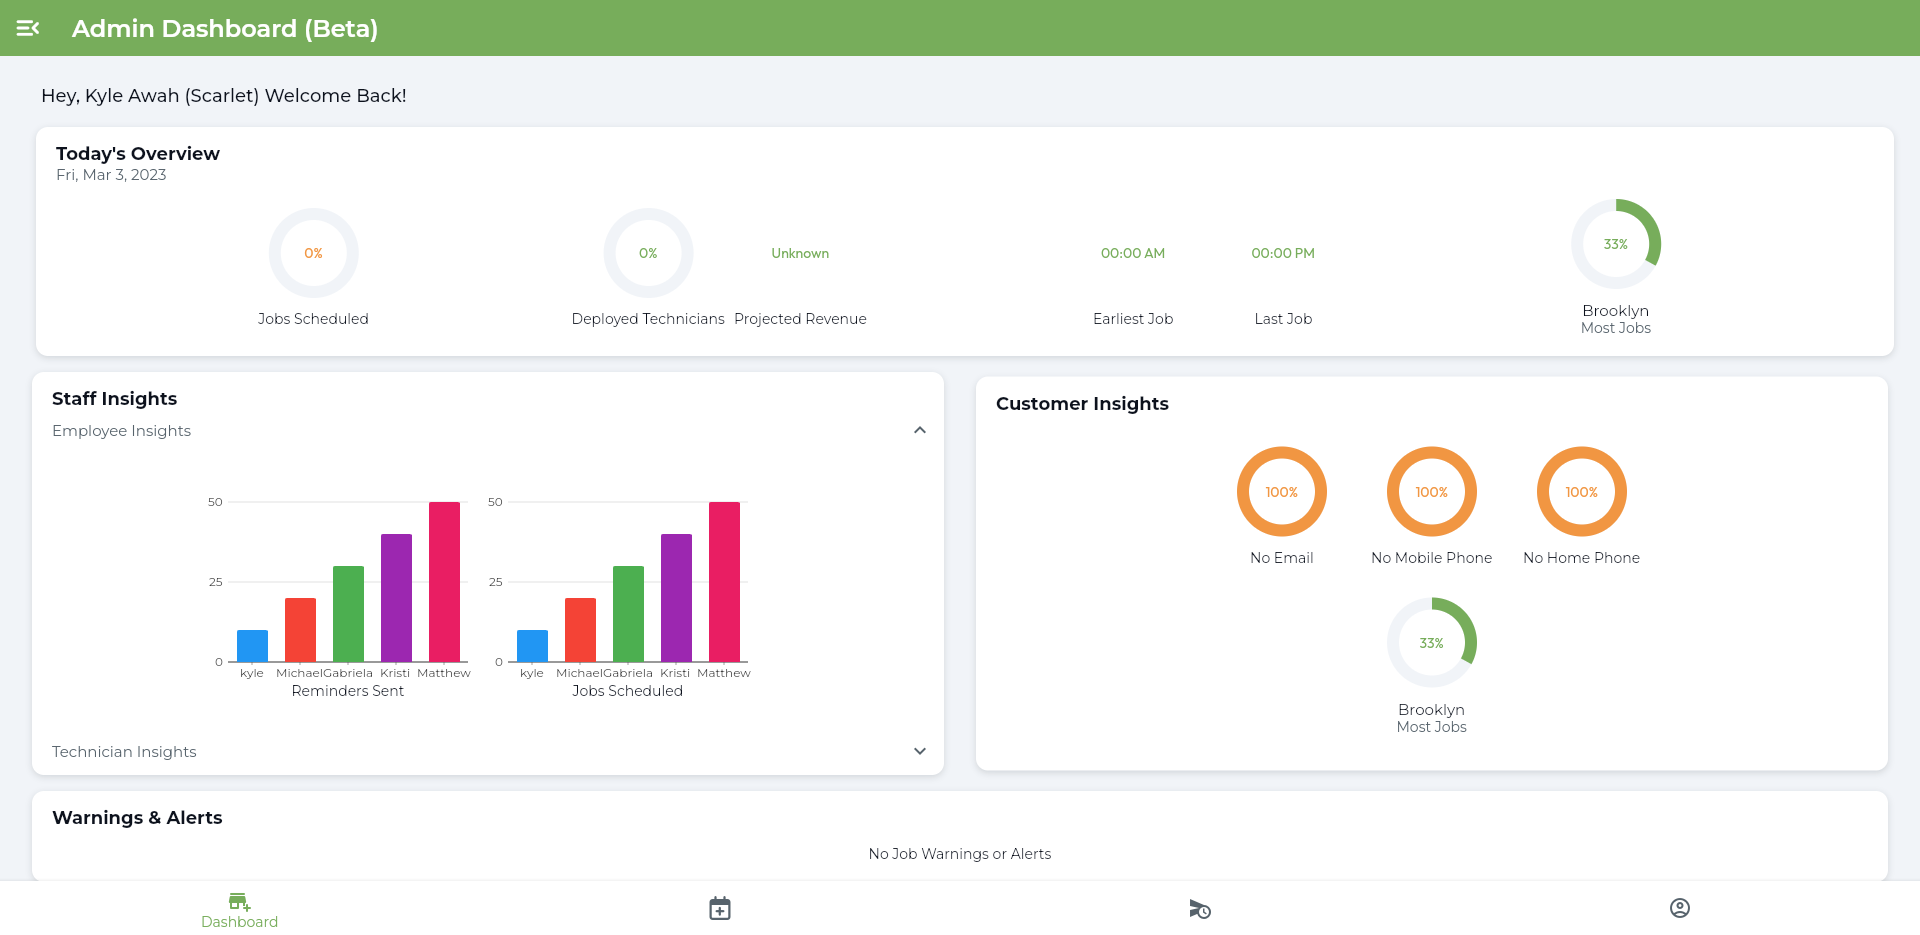 Admin Dashboard (Beta)
Hey, Kyle Awah (Scarlet) Welcome Back!
Today's Overview
Fri, Mar 3, 2023
0%
Jobs Scheduled
0%
Deployed Technicians
Unknown
Projected Revenue
00:00 AM
Earliest Job
00:00 PM
Last Job
33%
Brooklyn
Most Jobs
Staff Insights
Employee Insights
50
25
0
kyle Michael Gabriela Kristi Matthew
Reminders Sent
50
25
0
kyle Michael Gabriela Kristi Matthew
Jobs Scheduled
Technician Insights
Customer Insights
100%
No Email
100%
No Mobile Phone
100%
No Home Phone
33%
Brooklyn
Most Jobs
Warnings & Alerts
No Job Warnings or Alerts
Dashboard